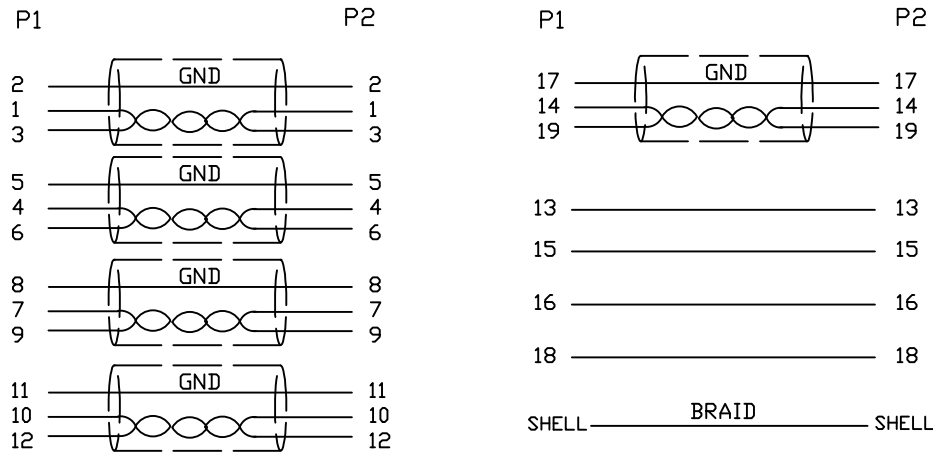 P1 P2
GND
2 2
1 1
3 3
GND
5 5
4 4
6 6
GND
8 8
7 7
9 9
GND
11 11
10 10
12 12
P1 P2
GND
17 17
14 14
19 19
13 13
15 15
16 16
18 18
BRAID
SHELL SHELL